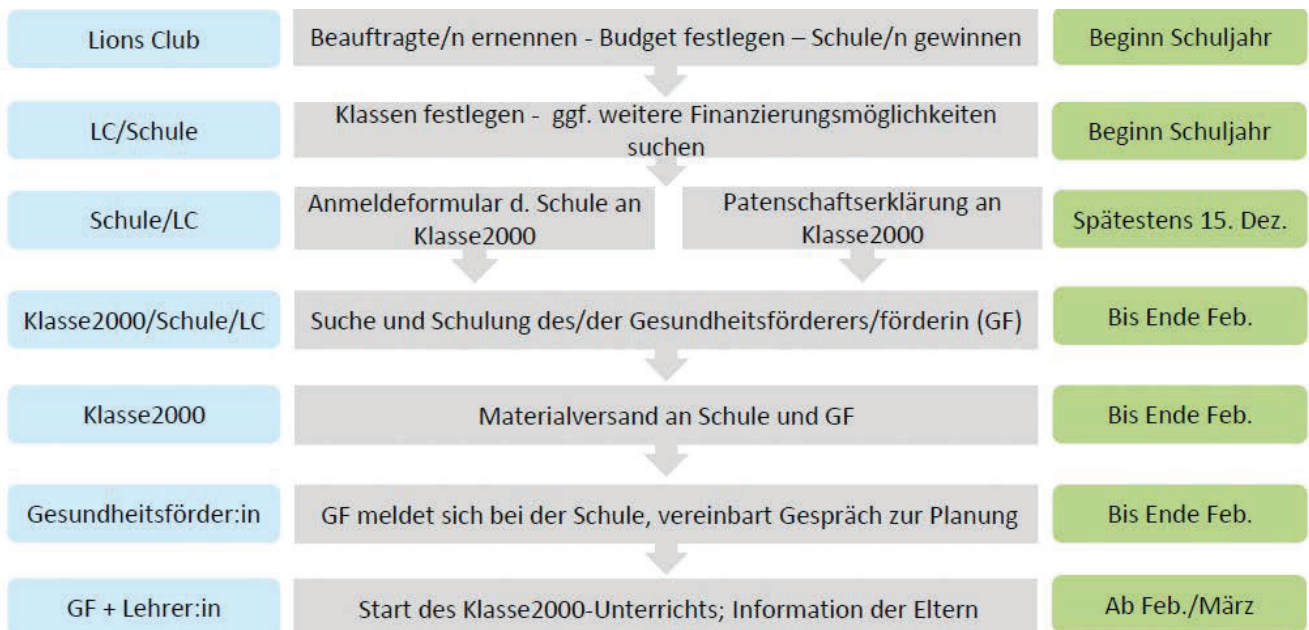 Lions Club
Beauftragte/n ernennen - Budget festlegen – Schule/n gewinnen
Beginn Schuljahr
LC/Schule
Klassen festlegen - ggf. weitere Finanzierungsmöglichkeiten
suchen
Beginn Schuljahr
Schule/LC
Anmeldeformular d. Schule an
Klasse2000
Patenschaftserklärung an
Klasse2000
Spätestens 15. Dez.
Klasse2000/Schule/LC
Suche und Schulung des/der Gesundheitsförderers/förderin (GF)
Bis Ende Feb.
Klasse2000
Materialversand an Schule und GF
Bis Ende Feb.
Gesundheitsförder:in
GF meldet sich bei der Schule, vereinbart Gespräch zur Planung
Bis Ende Feb.
GF + Lehrer:in
Start des Klasse2000-Unterrichts; Information der Eltern
Ab Feb./März